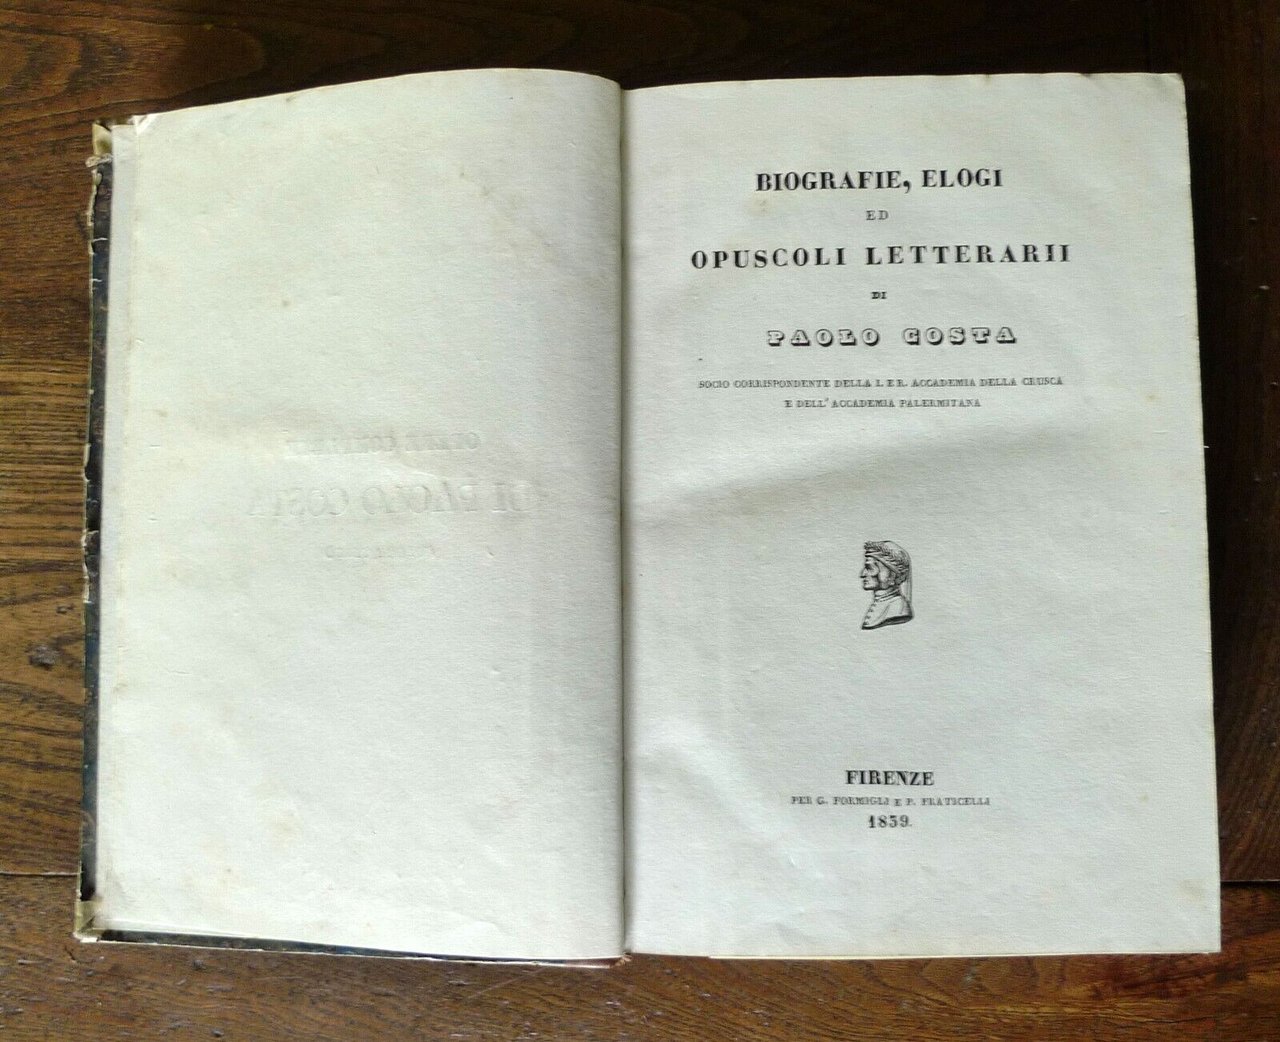 BIOGRAFIE, ELOGI
ED
OPUSCOLI LETTERARII
DI
PAOLO COSTA
SOCIO CORRISPONDENTE DELLA I. E R. ACCADEMIA DELLA CRUSCA
E DELL' ACCADEMIA PALERMITANA
FIRENZE
PER G. FORMIGLI E P. FRATICELLI
1839.